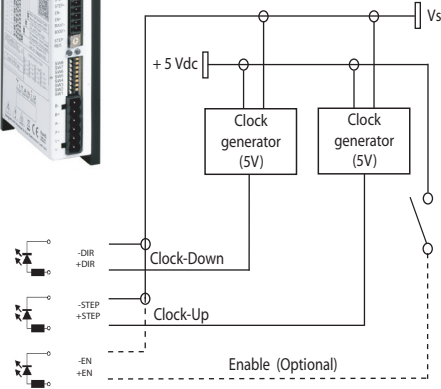 Vs
+ 5 Vdc
Clock
generator
(5V)
Clock
generator
(5V)
-DIR
+DIR
Clock-Down
-STEP
+STEP
Clock-Up
-EN
+EN
Enable (Optional)